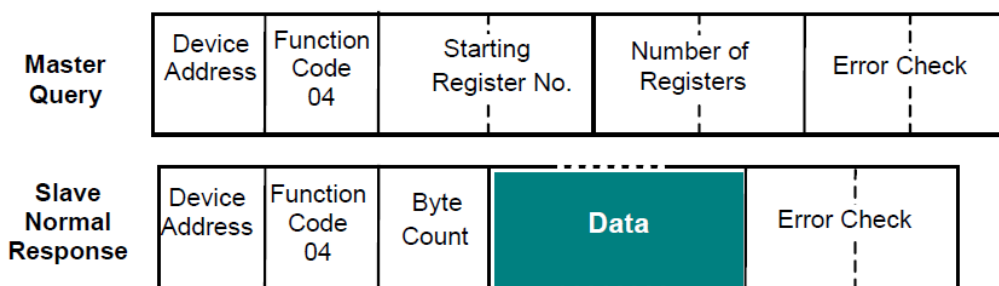 Master
Query
Device
Address
Function
Code
04
Starting
Register No.
Number of
Registers
Error Check
Slave
Normal
Response
Device
Address
Function
Code
04
Byte
Count
Data
Error Check